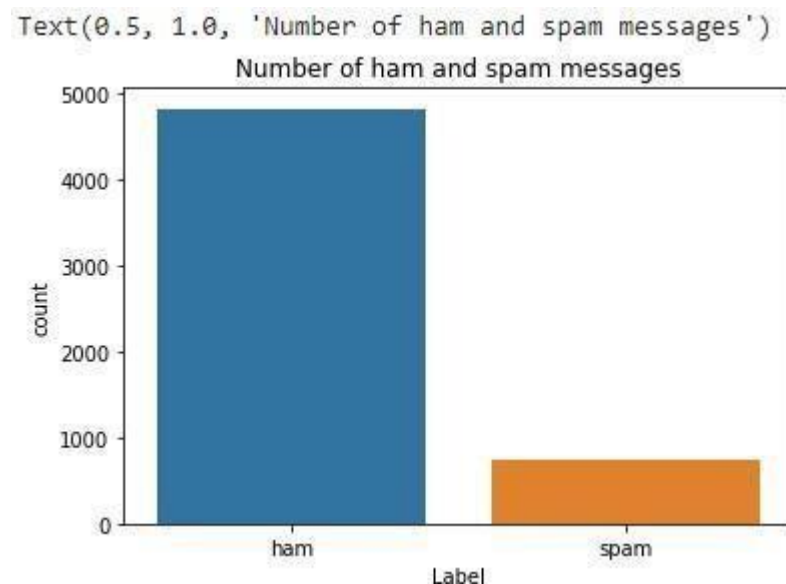 Text(0.5, 1.0, 'Number of ham and spam messages')
Number of ham and spam messages
5000
4000
3000
2000
1000
0
count
ham spam
Label